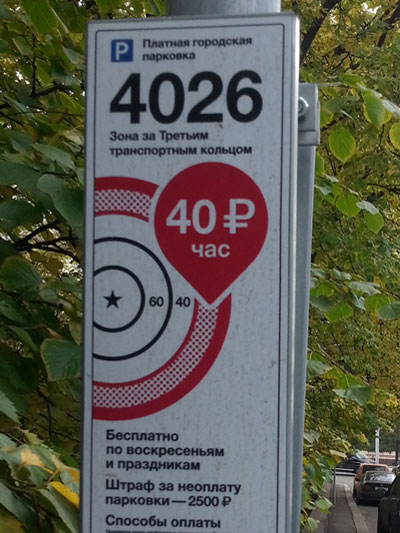 P Платная городская
парковка
4026
Зона за Третьим
транспортным кольцом
40 ₽
час
60 40
Бесплатно
по воскресеньям
и праздникам
Штраф за неоплату
парковки — 2500 ₽
Способы оплаты